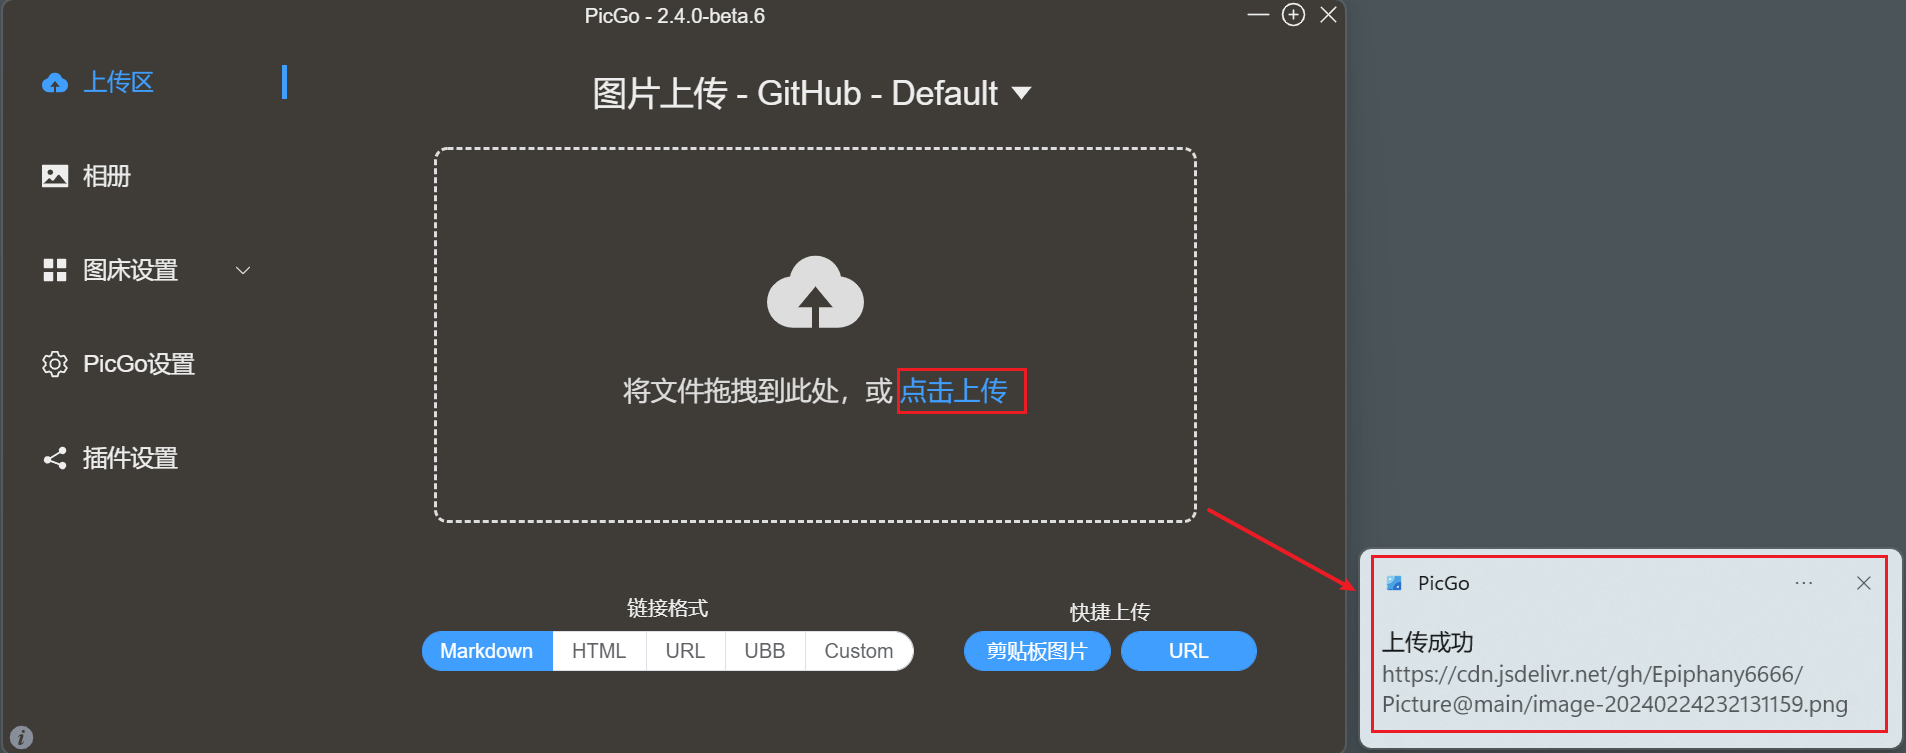 PicGo - 2.4.0-beta.6
上传区
相册
图床设置
PicGo设置
插件设置
图片上传 - GitHub - Default
将文件拖拽到此处，或 点击上传
链接格式
Markdown HTML URL UBB Custom
快捷上传
剪贴板图片 URL
PicGo
上传成功
https://cdn.jsdelivr.net/gh/Epiphany6666/
Picture@main/image-20240224232131159.png